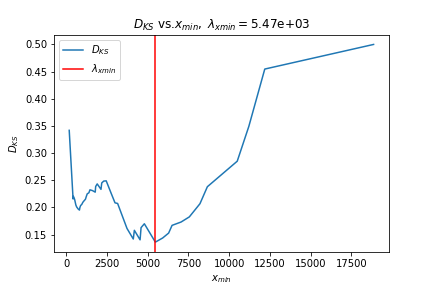 D_KS vs.x_min, λ_xmin = 5.47e+03
D_KS
λ_xmin
0.50
0.45
0.40
0.35
0.30
0.25
0.20
0.15
D_KS
0 2500 5000 7500 10000 12500 15000 17500
x_min